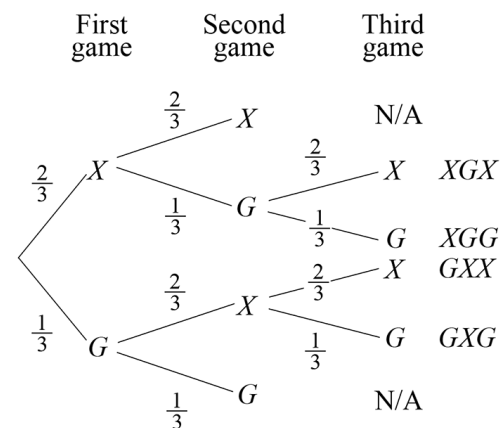 First Second Third
game game game
2/3 X N/A
2/3 X 2/3 X XGX
1/3 G 1/3 G XGG
2/3 X 2/3 X GXX
1/3 G 1/3 G GXG
1/3 G N/A